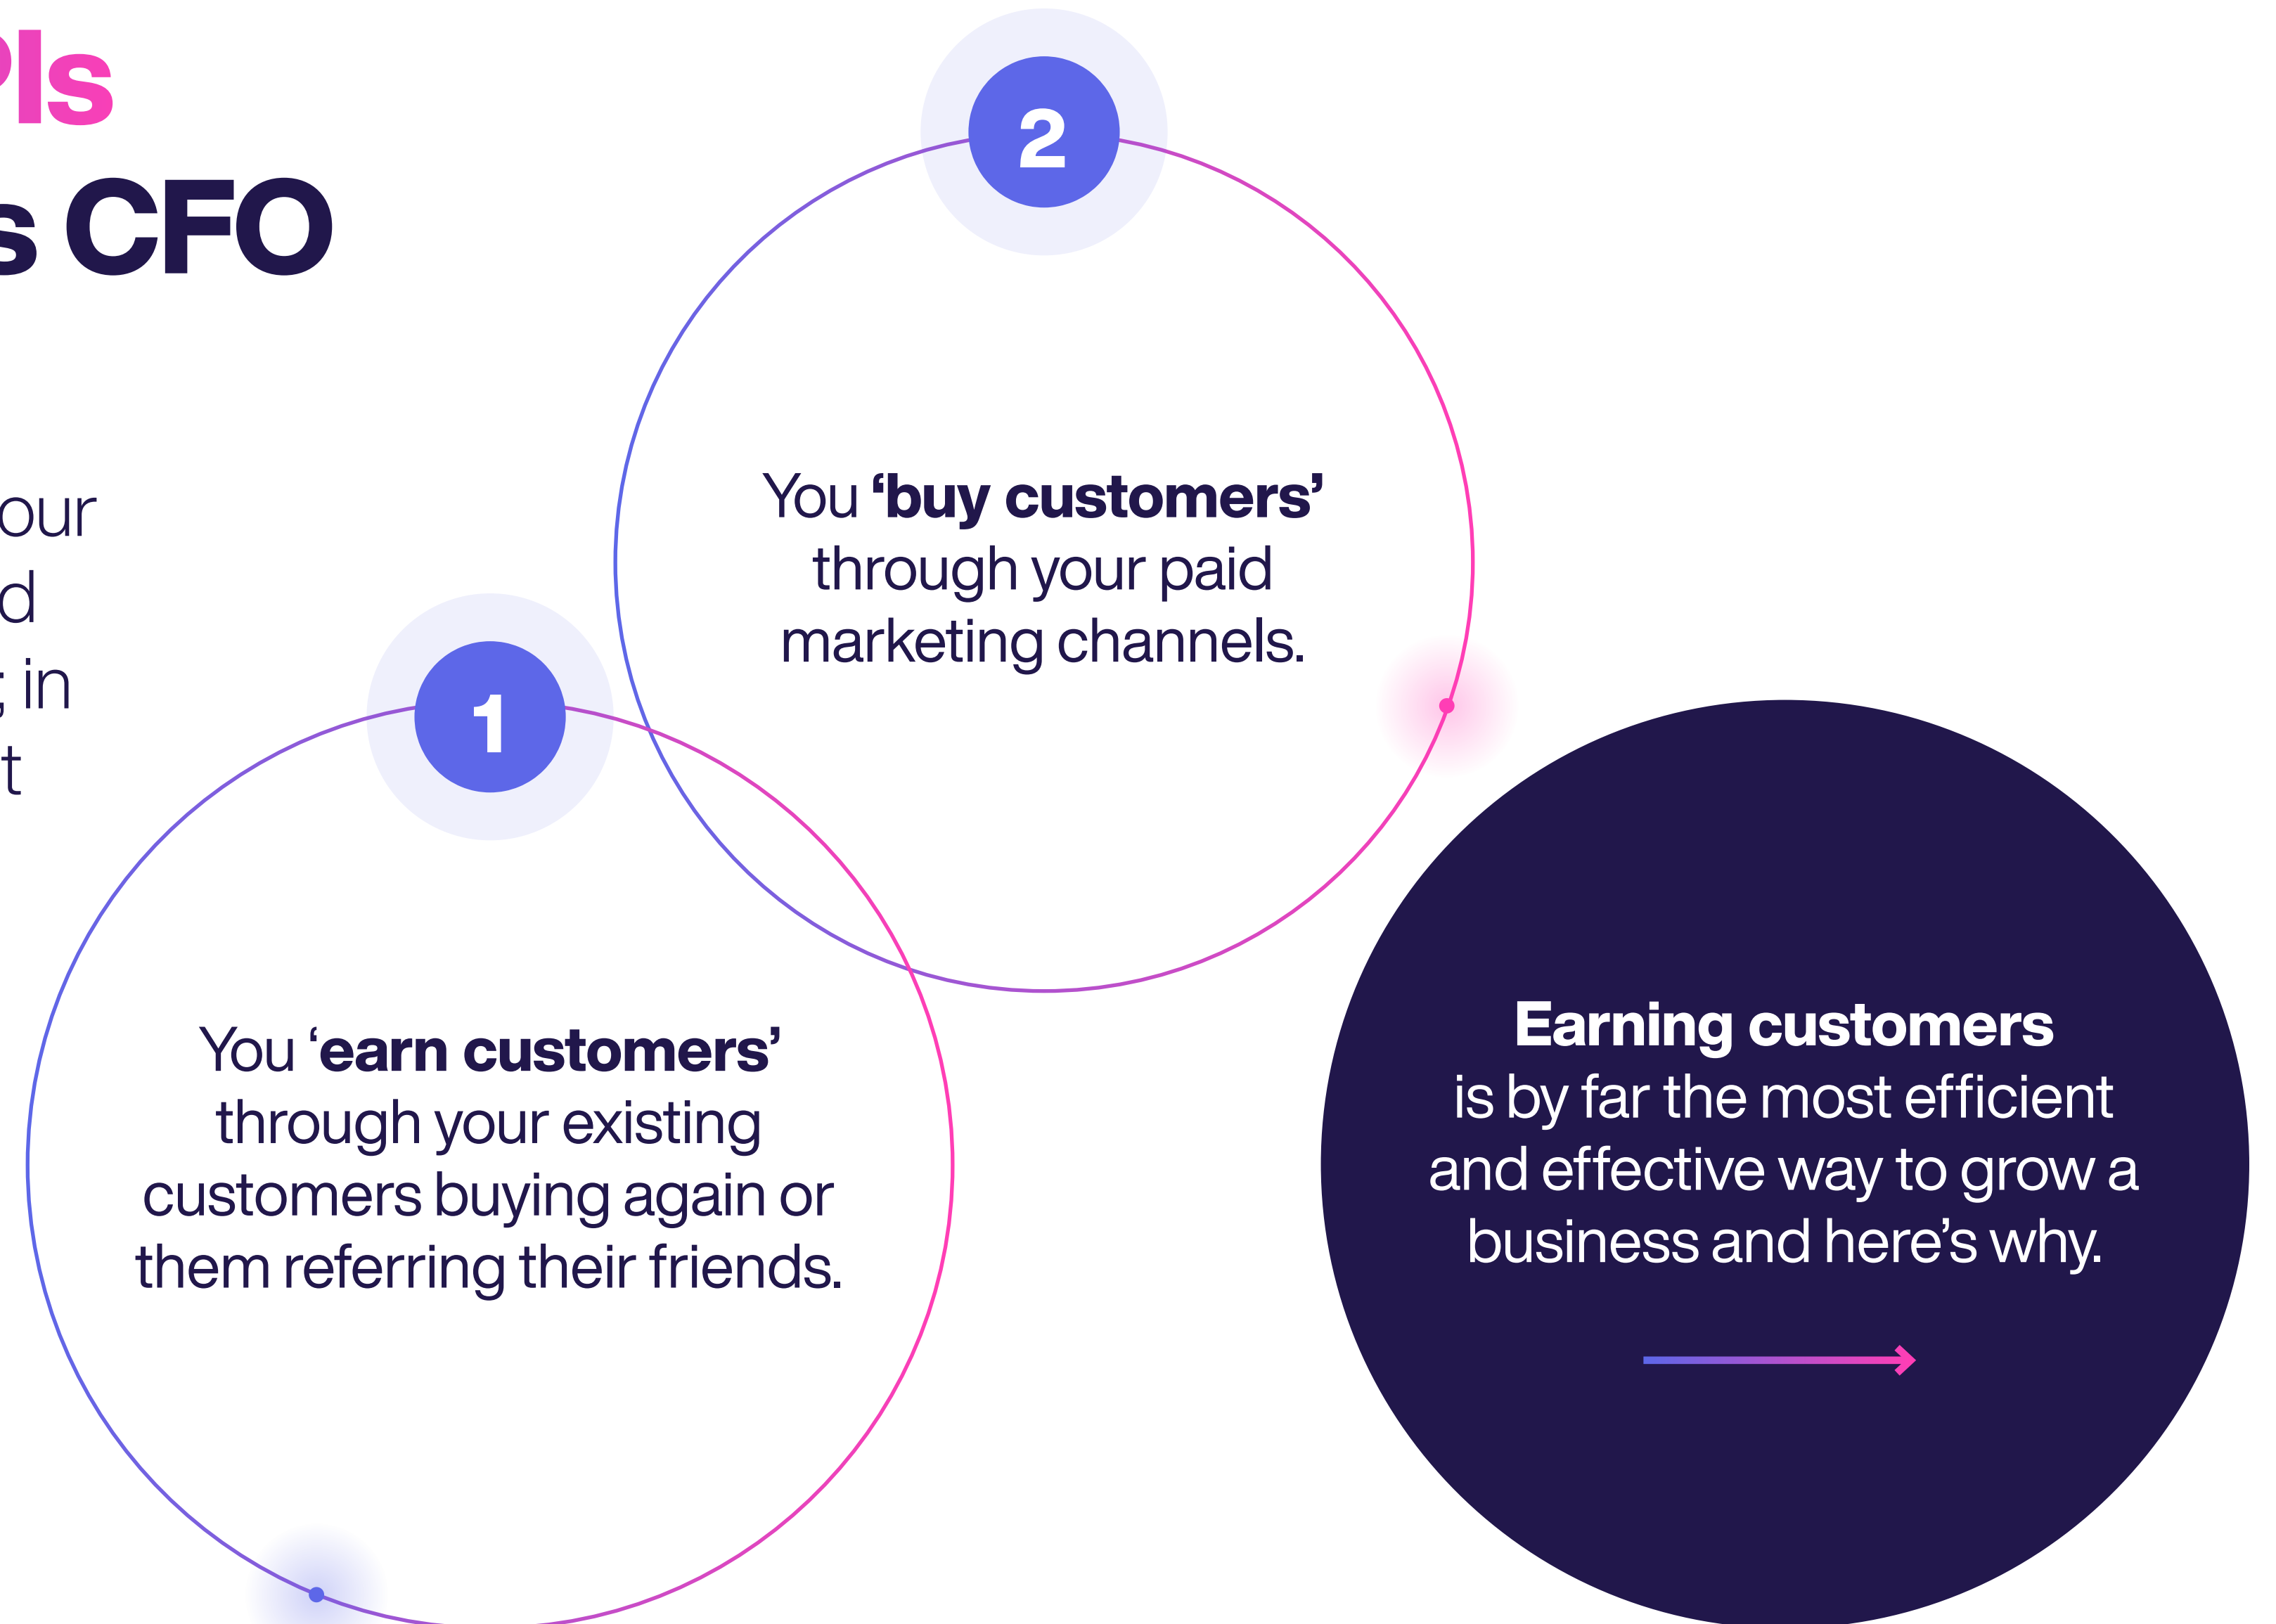 s CFO
our
in
2
You ‘buy customers’
through your paid
marketing channels.
1
You ‘earn customers’
through your existing
customers buying again or
them referring their friends.
Earning customers
is by far the most efficient
and effective way to grow a
business and here’s why.